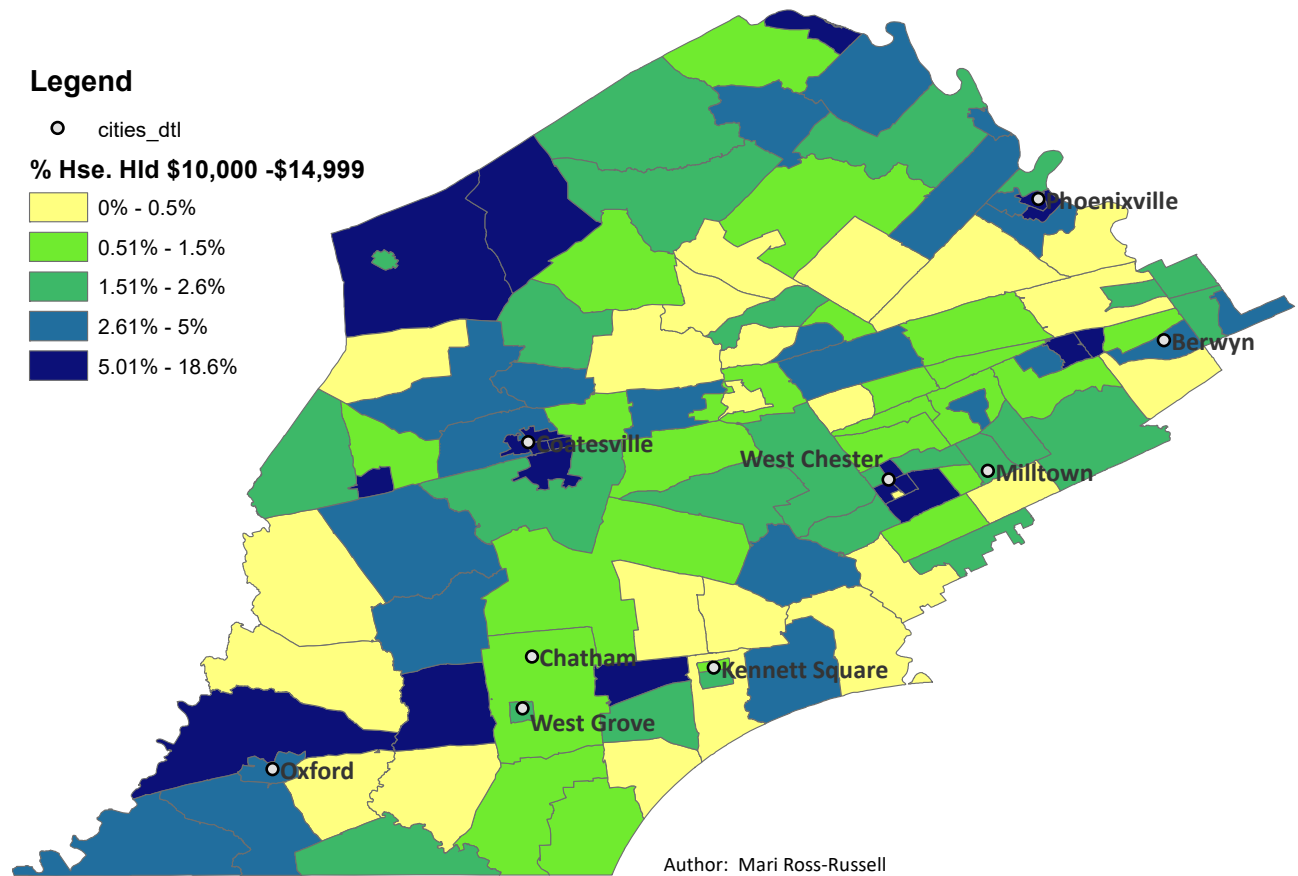 Legend
cities_dtl
% Hse. Hld $10,000 -$14,999
0% - 0.5%
0.51% - 1.5%
1.51% - 2.6%
2.61% - 5%
5.01% - 18.6%
Phoenixville
Berwyn
Coatesville
West Chester
Milltown
Chatham
Kennett Square
West Grove
Oxford
Author: Mari Ross-Russell